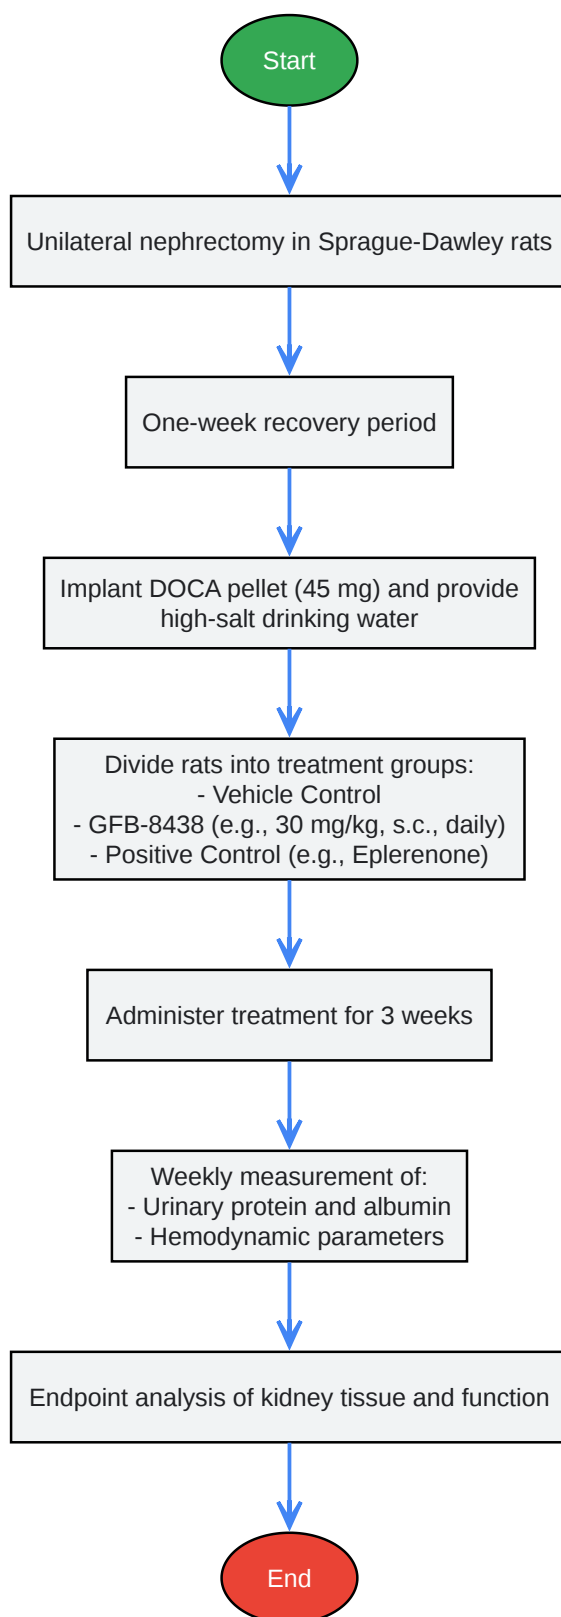 Start
Unilateral nephrectomy in Sprague-Dawley rats
One-week recovery period
Implant DOCA pellet (45 mg) and provide
high-salt drinking water
Divide rats into treatment groups:
- Vehicle Control
- GFB-8438 (e.g., 30 mg/kg, s.c., daily)
- Positive Control (e.g., Eplerenone)
Administer treatment for 3 weeks
Weekly measurement of:
- Urinary protein and albumin
- Hemodynamic parameters
Endpoint analysis of kidney tissue and function
End